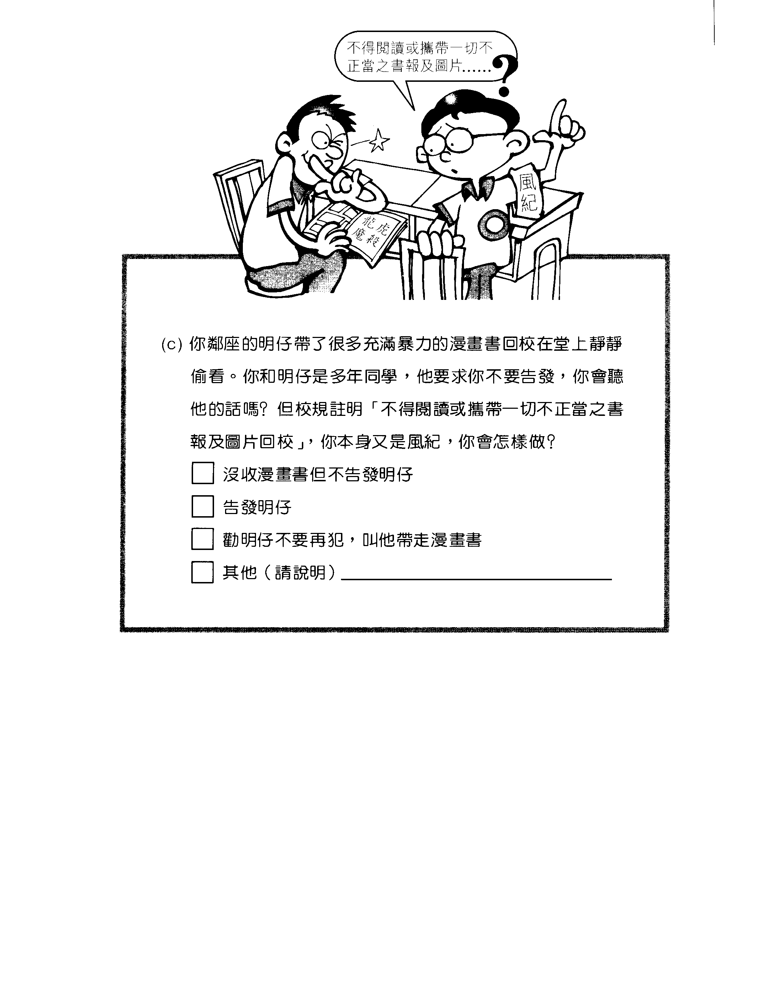 不得閱讀或攜帶一切不
正當之書報及圖片......?
風
紀
龍虎
魔殺
(c) 你鄰座的明仔帶了很多充滿暴力的漫畫書回校在堂上靜靜
偷看。你和明仔是多年同學，他要求你不要告發，你會聽
他的話嗎？但校規註明「不得閱讀或攜帶一切不正當之書
報及圖片回校」，你本身又是風紀，你會怎樣做？
沒收漫畫書但不告發明仔
告發明仔
勸明仔不要再犯，叫他帶走漫畫書
其他（請說明）